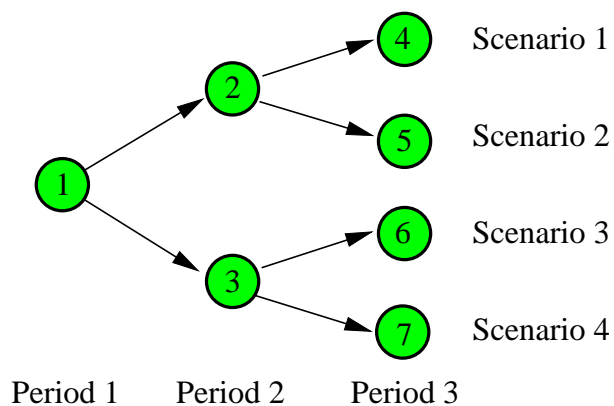 4 Scenario 1
2
5 Scenario 2
1
6 Scenario 3
3
7 Scenario 4
Period 1 Period 2 Period 3